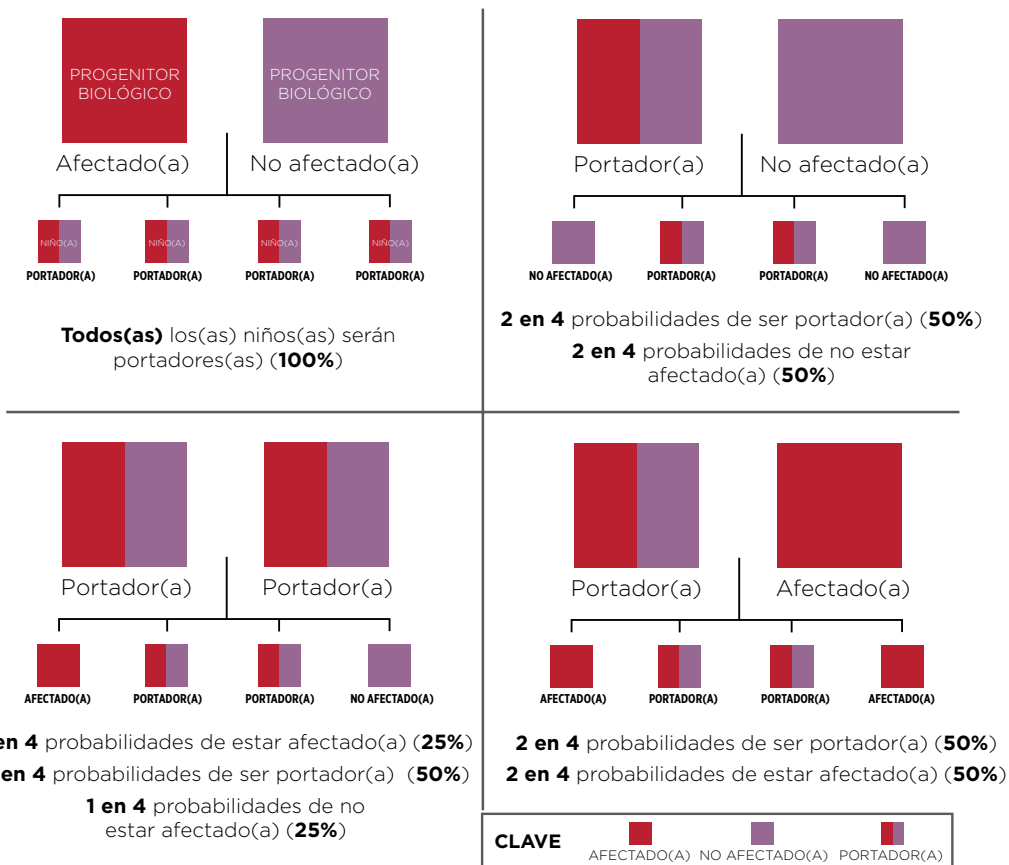 PROGENITOR
BIOLÓGICO
PROGENITOR
BIOLÓGICO
Afectado(a)
No afectado(a)
NIÑO(A)
NIÑO(A)
NIÑO(A)
NIÑO(A)
PORTADOR(A)
PORTADOR(A)
PORTADOR(A)
PORTADOR(A)
Todos(as) los(as) niños(as) serán
portadores(as) (100%)
Portador(a)
No afectado(a)
NO AFECTADO(A)
PORTADOR(A)
PORTADOR(A)
NO AFECTADO(A)
2 en 4 probabilidades de ser portador(a) (50%)
2 en 4 probabilidades de no estar
afectado(a) (50%)
Portador(a)
Portador(a)
AFECTADO(A)
PORTADOR(A)
PORTADOR(A)
NO AFECTADO(A)
en 4 probabilidades de estar afectado(a) (25%)
en 4 probabilidades de ser portador(a) (50%)
1 en 4 probabilidades de no
estar afectado(a) (25%)
Portador(a)
Afectado(a)
AFECTADO(A)
PORTADOR(A)
PORTADOR(A)
AFECTADO(A)
2 en 4 probabilidades de ser portador(a) (50%)
2 en 4 probabilidades de estar afectado(a) (50%)
CLAVE
AFECTADO(A)
NO AFECTADO(A)
PORTADOR(A)